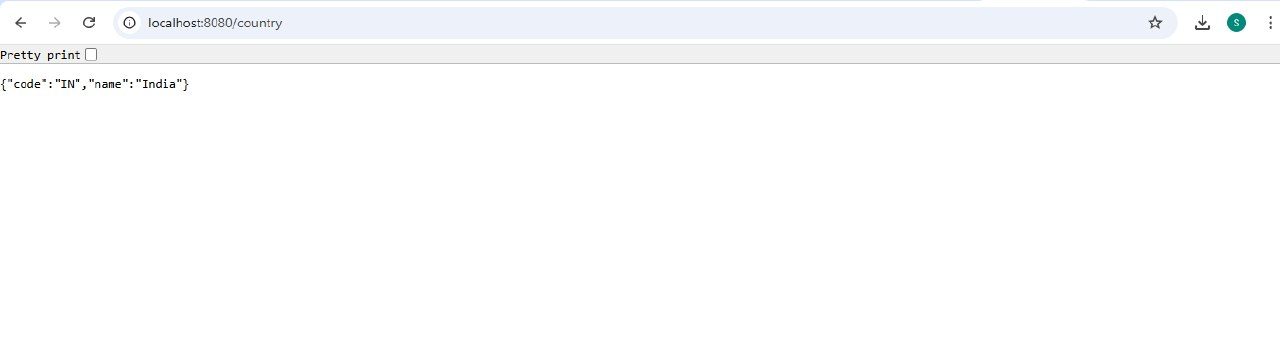 localhost:8080/country
S
Pretty print
{"code":"IN","name":"India"}